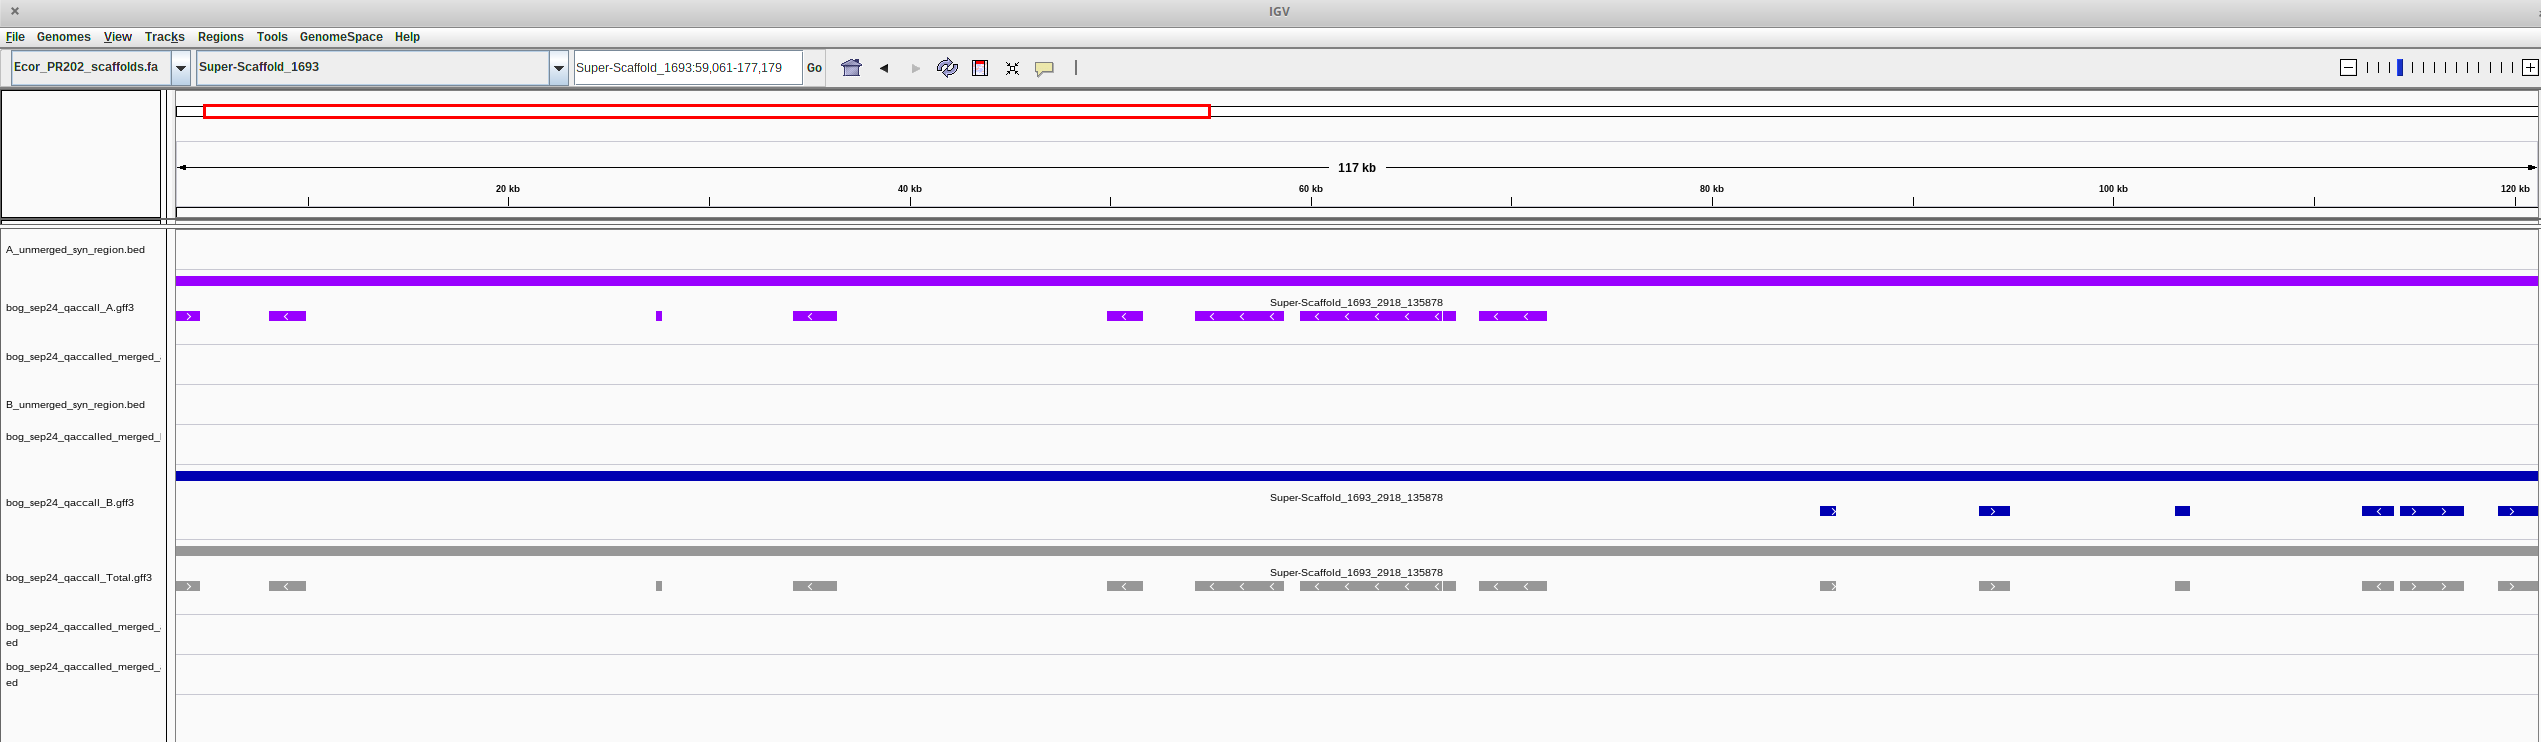 IGV
File Genomes View Tracks Regions Tools GenomeSpace Help
Ecor_PR202_scaffolds.fa Super-Scaffold_1693 Super-Scaffold_1693:59,061-177,179 Go
117 kb
20 kb 40 kb 60 kb 80 kb 100 kb 120 kb
A_unmerged_syn_region.bed
Super-Scaffold_1693_2918_135878
bog_sep24_qaccall_A.gff3
bog_sep24_qaccalled_merged_
B_unmerged_syn_region.bed
bog_sep24_qaccalled_merged_
Super-Scaffold_1693_2918_135878
bog_sep24_qaccall_B.gff3
Super-Scaffold_1693_2918_135878
bog_sep24_qaccall_Total.gff3
bog_sep24_qaccalled_merged_
ed
bog_sep24_qaccalled_merged_
ed